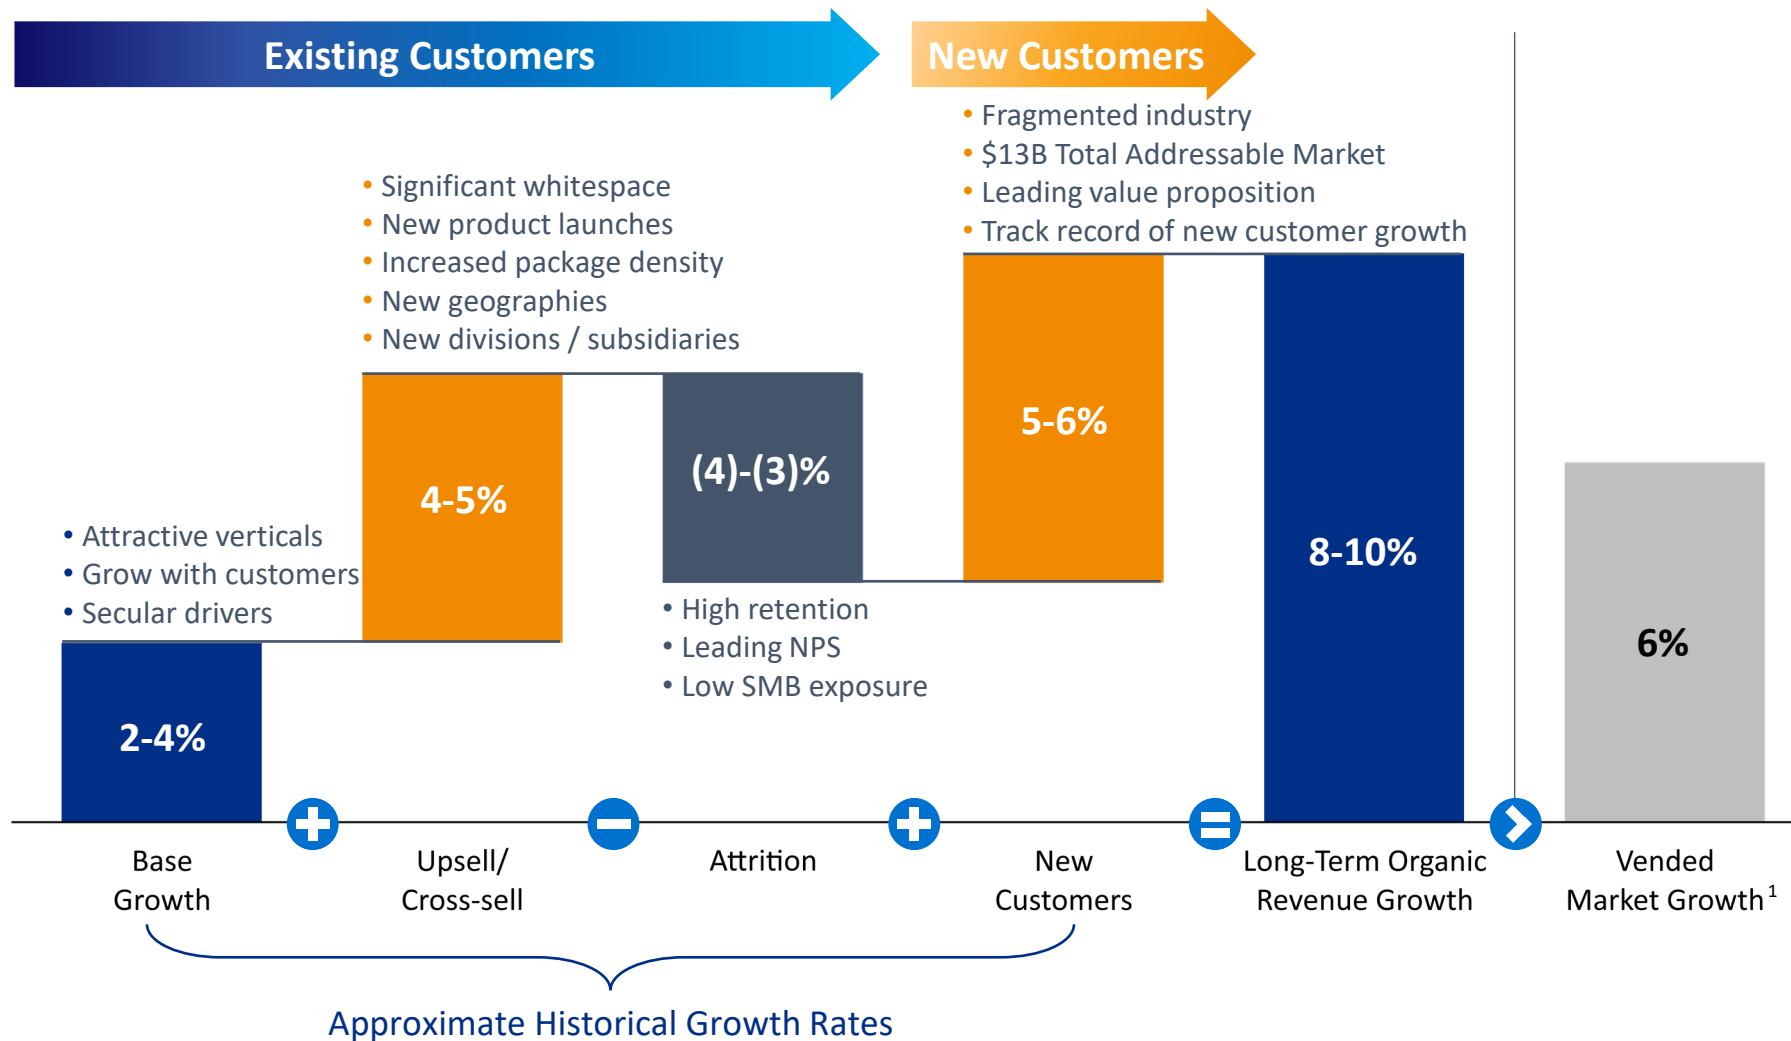 Existing Customers
New Customers
• Fragmented industry
• $13B Total Addressable Market
• Leading value proposition
• Track record of new customer growth
• Significant whitespace
• New product launches
• Increased package density
• New geographies
• New divisions / subsidiaries
• Attractive verticals
• Grow with customers
• Secular drivers
• High retention
• Leading NPS
• Low SMB exposure
2-4%
4-5%
(4)-(3)%
5-6%
8-10%
6%
Base
Growth
Upsell/
Cross-sell
Attrition
New
Customers
Long-Term Organic
Revenue Growth
Vended
Market Growth 1
Approximate Historical Growth Rates